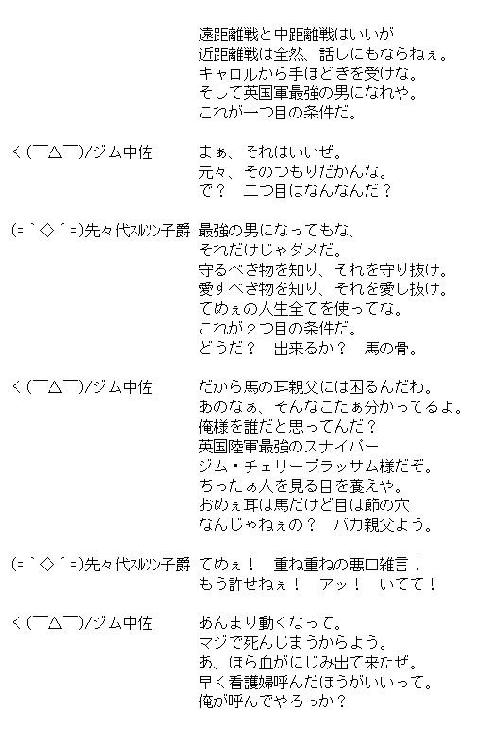 遠距離戦と中距離戦はいいが
近距離戦は全然、話しにもならねぇ。
キャロルから手ほどきを受けな。
そして英国軍最強の男になれや。
これが一つ目の条件だ。
く(￣△￣)/ジム中佐 まぁ、それはいいぜ。
元々、そのつもりだかんな。
で？ 二つ目はなんなんだ？
(=｀◇´=)先々代ｽﾙｿﾝ子爵 最強の男になってもな、
それだけじゃダメだ。
守るべき物を知り、それを守り抜け。
愛すべき物を知り、それを愛し抜け。
てめぇの人生全てを使ってな。
これが２つ目の条件だ。
どうだ？ 出来るか？ 馬の骨。
く(￣△￣)/ジム中佐 だから馬の耳親父には困るんだわ。
あのなぁ、そんなこたぁ分かってるよ。
俺様を誰だと思ってんだ？
英国陸軍最強のスナイパー
ジム・チェリーブラッサム様だぞ。
ちったぁ人を見る目を養えや。
おめぇ耳は馬だけど目は節の穴
なんじゃねぇの？ バカ親父よう。
(=｀◇´=)先々代ｽﾙｿﾝ子爵 てめぇ！ 重ね重ねの悪口雑言．
もう許せねぇ！ アッ！ いてて！
く(￣△￣)/ジム中佐 あんまり動くなって。
マジで死んじまうからよう。
あ、ほら血がにじみ出て来たぜ。
早く看護婦呼んだほうがいいって。
俺が呼んでやろっか？